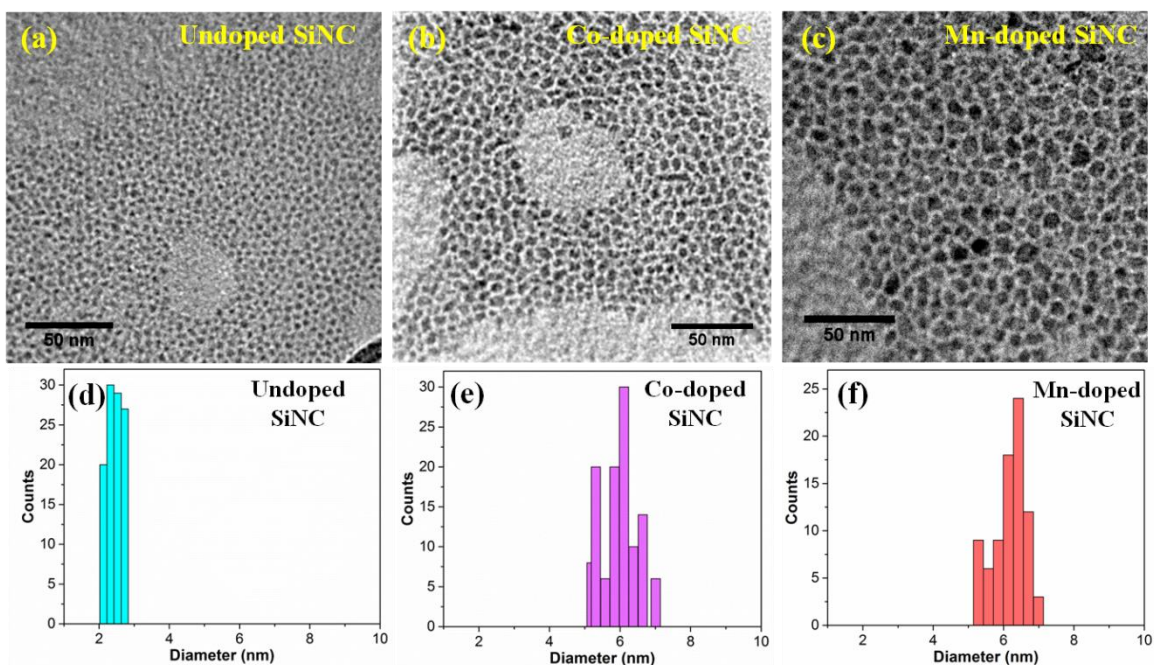 (a) Undoped SiNC
50 nm
(b) Co-doped SiNC
50 nm
(c) Mn-doped SiNC
50 nm
(d) Undoped
SiNC
30
25
20
15
10
5
0
Counts
2 4 6 8 10
Diameter (nm)
(e) Co-doped
SiNC
30
25
20
15
10
5
0
Counts
2 4 6 8 10
Diameter (nm)
(f) Mn-doped
SiNC
25
20
15
10
5
0
Counts
2 4 6 8 10
Diameter (nm)